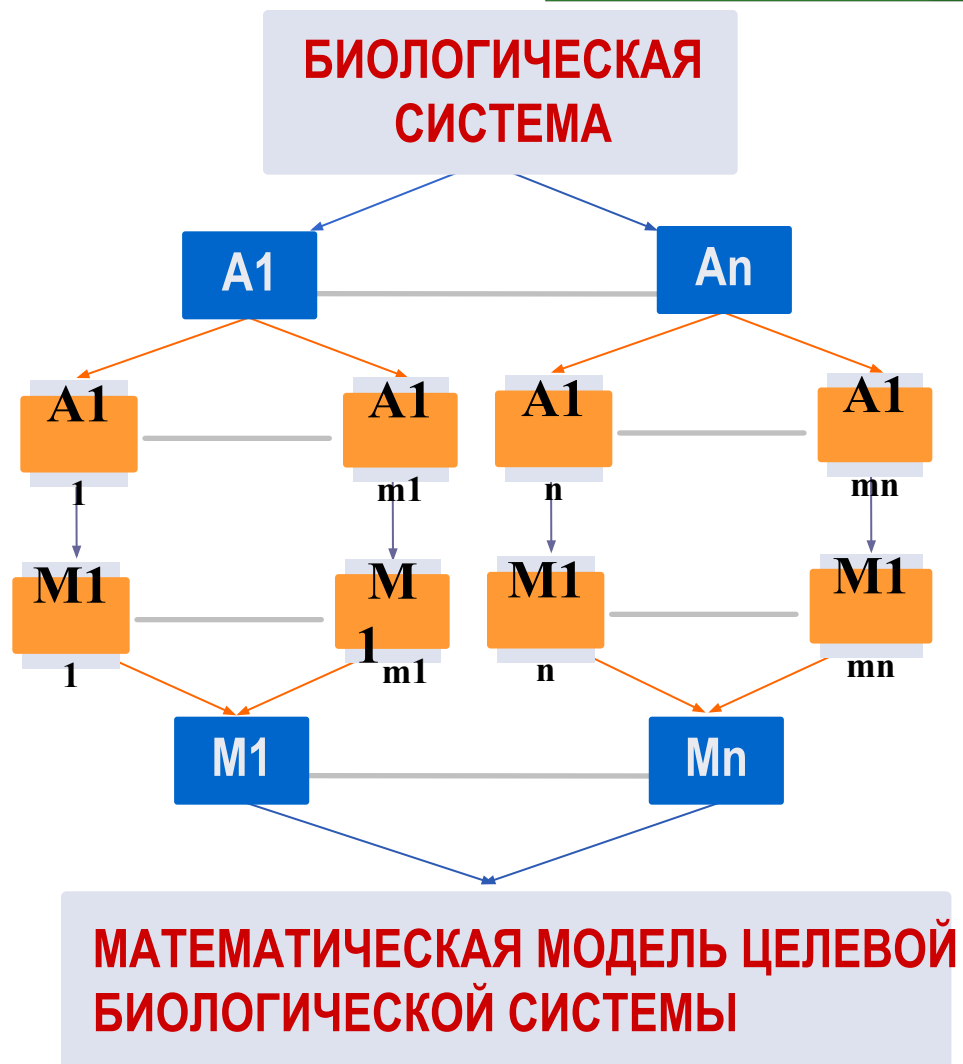 БИОЛОГИЧЕСКАЯ
СИСТЕМА
A1
An
A1
A1
A1
A1
1
m1
n
mn
M1
M
M1
M1
1
1
m1
n
mn
M1
Mn
МАТЕМАТИЧЕСКАЯ МОДЕЛЬ ЦЕЛЕВОЙ
БИОЛОГИЧЕСКОЙ СИСТЕМЫ